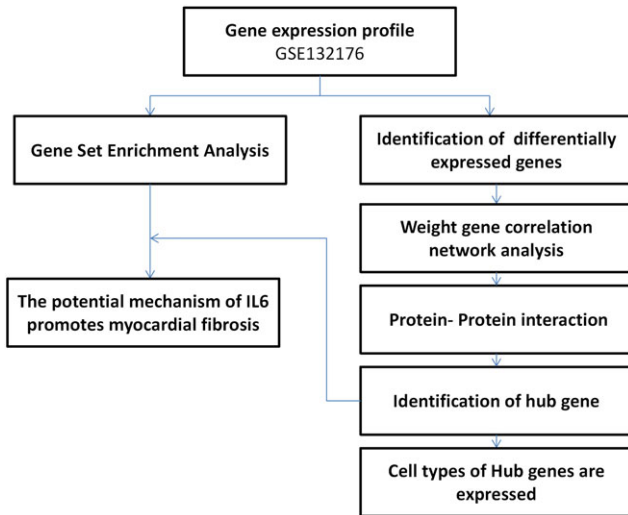 Gene expression profile
GSE132176
Gene Set Enrichment Analysis
Identification of differentially
expressed genes
Weight gene correlation
network analysis
The potential mechanism of IL6
promotes myocardial fibrosis
Protein- Protein interaction
Identification of hub gene
Cell types of Hub genes are
expressed